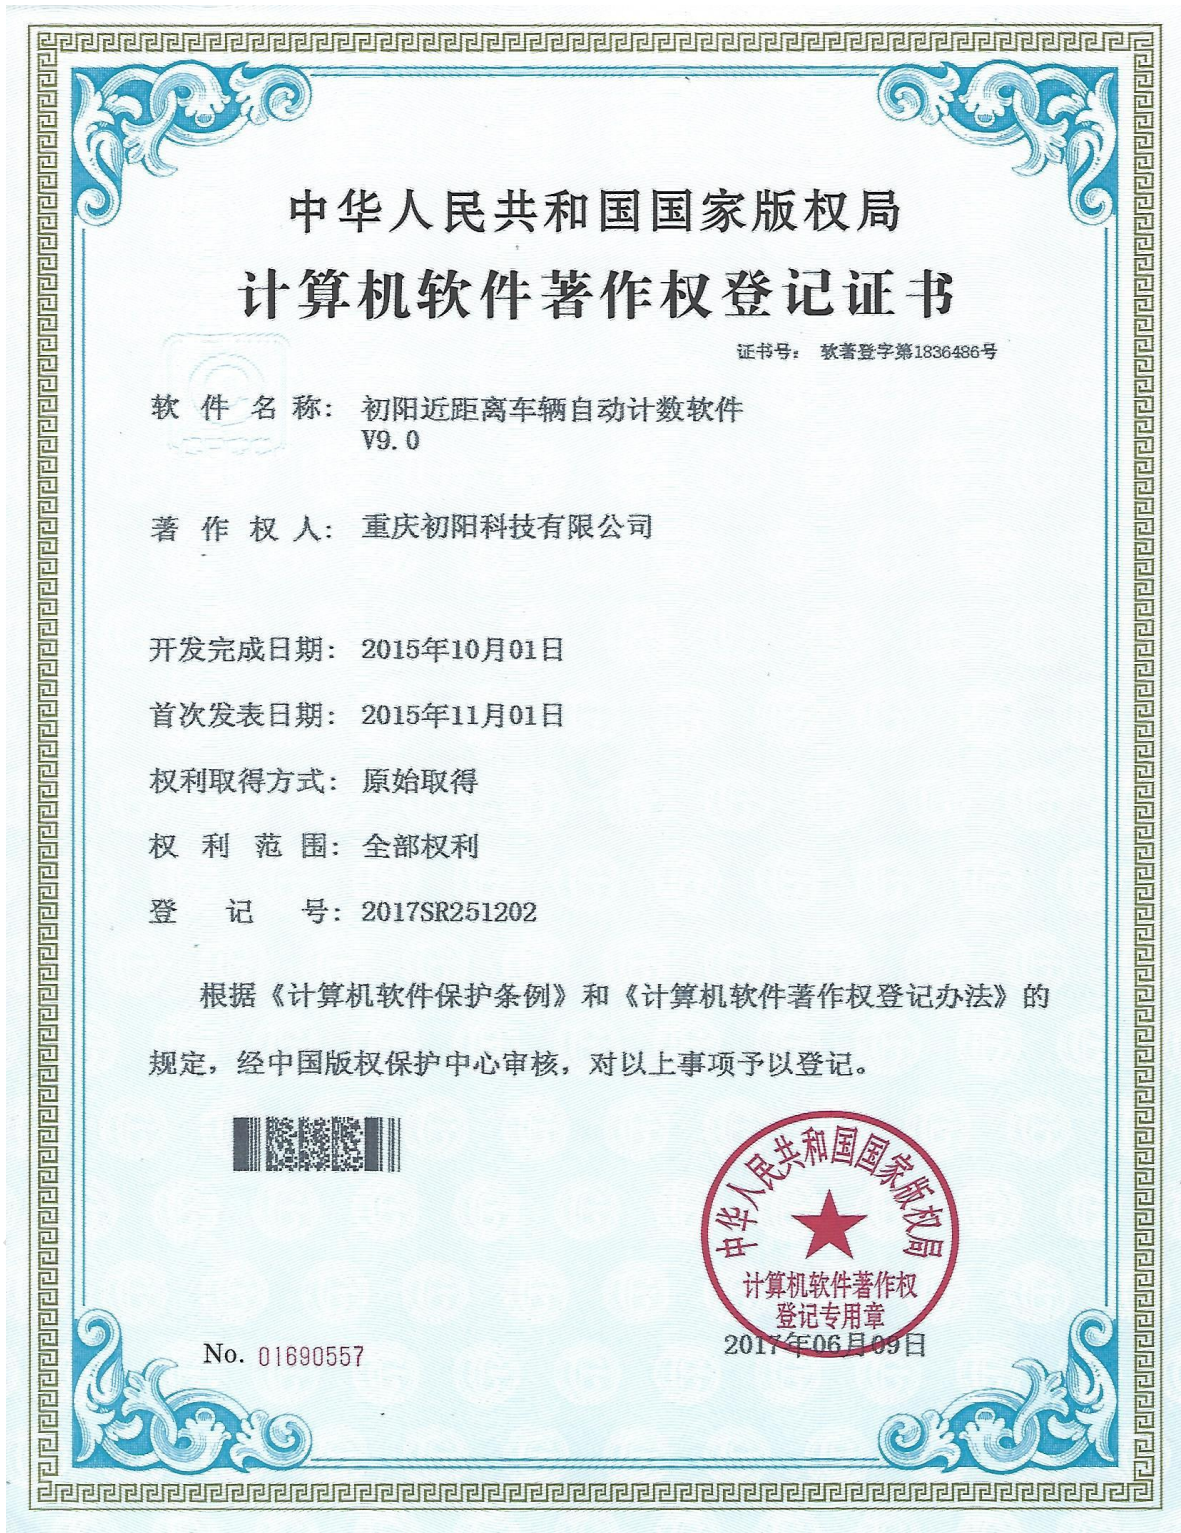 中华人民共和国国家版权局
计算机软件著作权登记证书
证书号： 软著登字第1836486号
软件名称： 初阳近距离车辆自动计数软件
V9.0
著作权人： 重庆初阳科技有限公司
开发完成日期： 2015年10月01日
首次发表日期： 2015年11月01日
权利取得方式： 原始取得
权利范围： 全部权利
登记号： 2017SR251202
根据《计算机软件保护条例》和《计算机软件著作权登记办法》的
规定，经中国版权保护中心审核，对以上事项予以登记。
中华人民共和国国家版权局
计算机软件著作权
登记专用章
2017年06月09日
No. 01690557